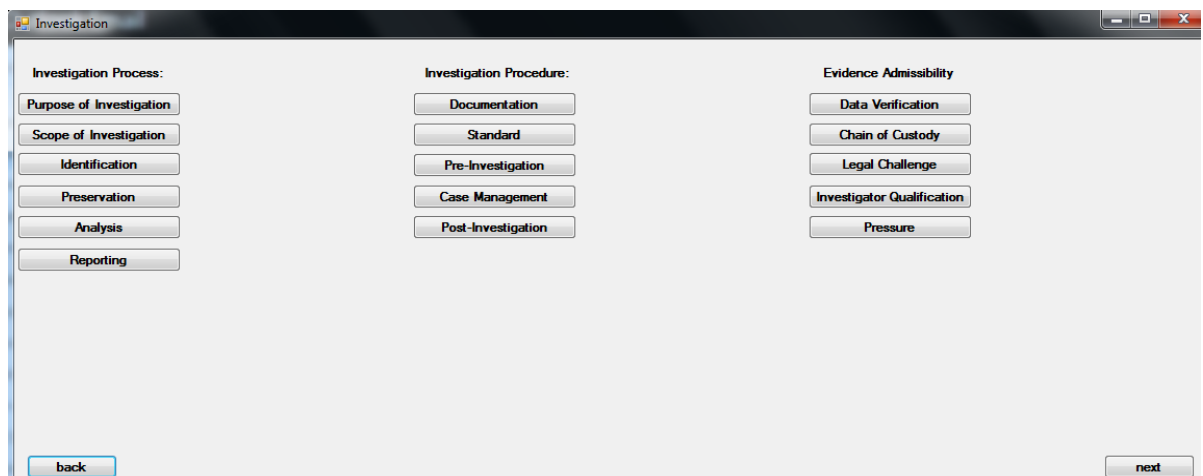 Investigation
Investigation Process:
Purpose of Investigation
Scope of Investigation
Identification
Preservation
Analysis
Reporting
Investigation Procedure:
Documentation
Standard
Pre-Investigation
Case Management
Post-Investigation
Evidence Admissibility
Data Verification
Chain of Custody
Legal Challenge
Investigator Qualification
Pressure
back
next